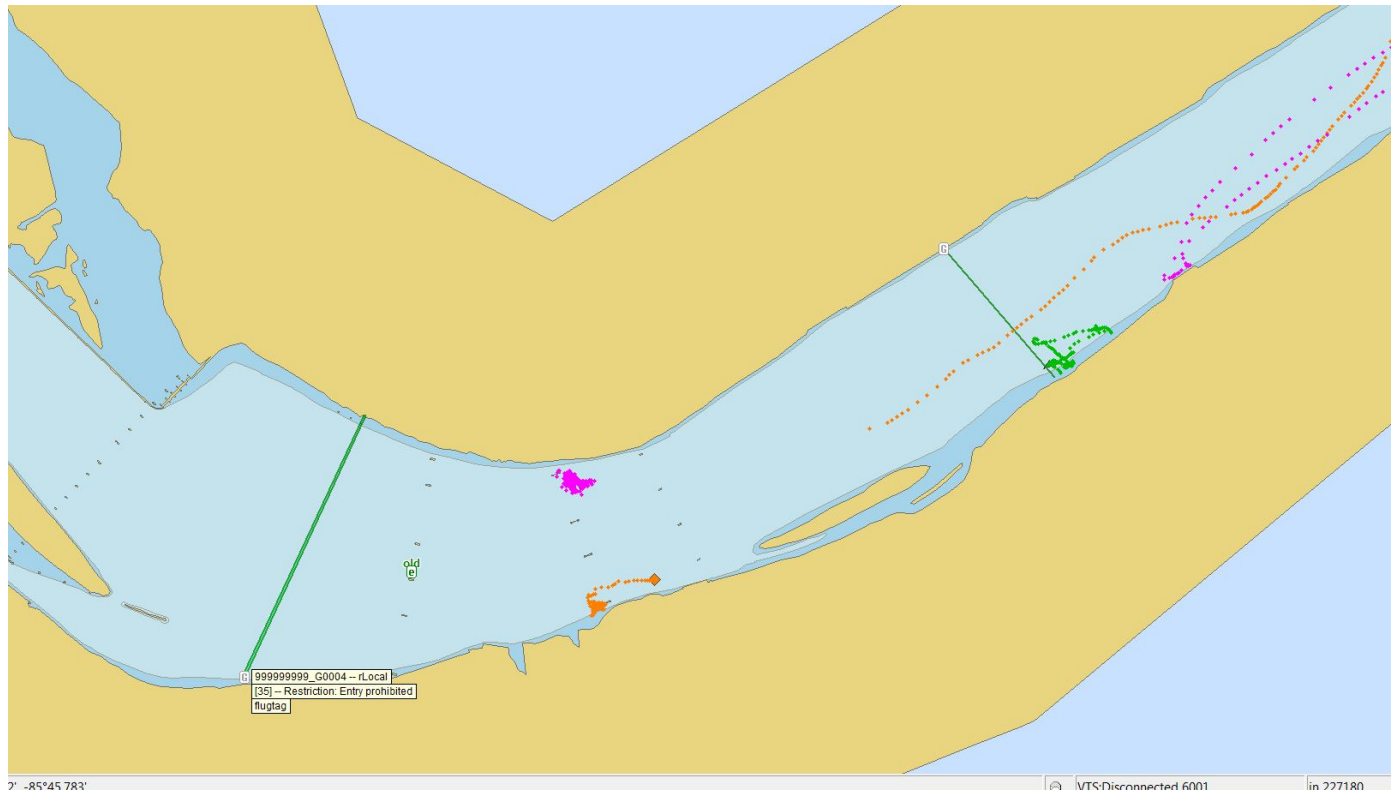 G
old
e
G
999999999_G0004 -- rLocal
[35] -- Restriction: Entry prohibited
flugtag
2' -85°45.783'
VTS:Disconnected 6001
in 227180